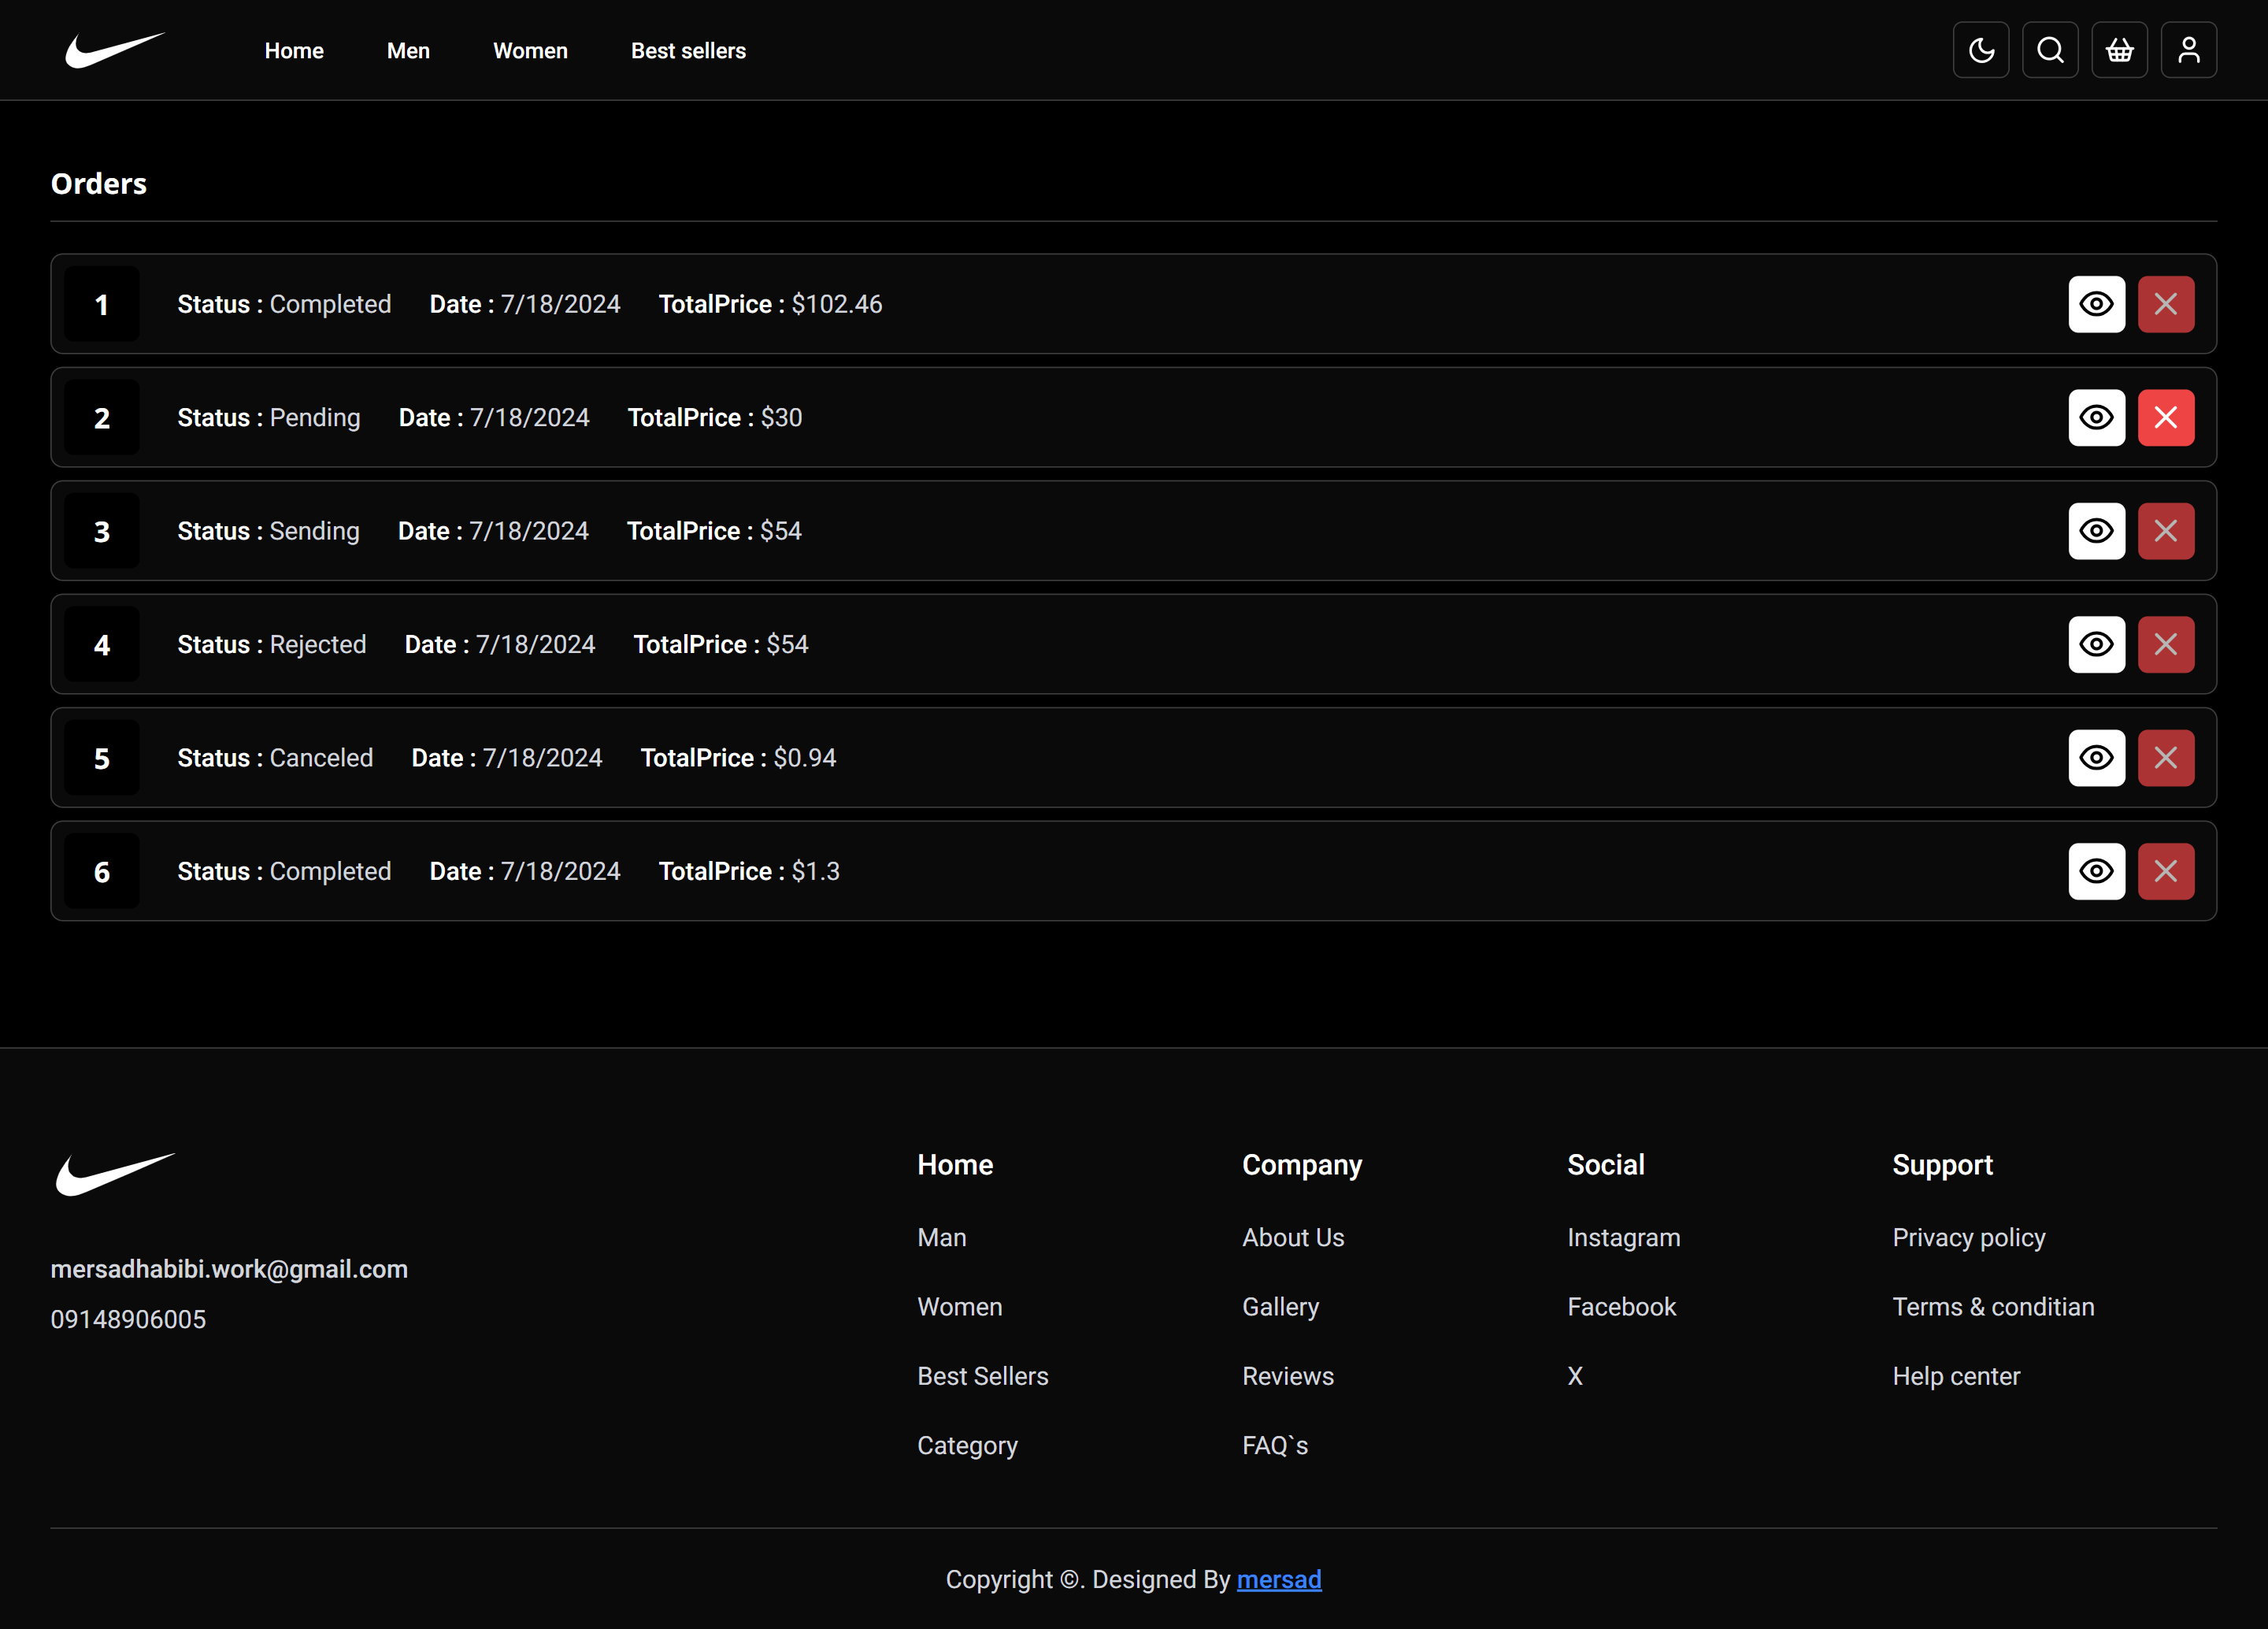 Home Men Women Best sellers
Orders
1 Status : Completed Date : 7/18/2024 TotalPrice : $102.46
2 Status : Pending Date : 7/18/2024 TotalPrice : $30
3 Status : Sending Date : 7/18/2024 TotalPrice : $54
4 Status : Rejected Date : 7/18/2024 TotalPrice : $54
5 Status : Canceled Date : 7/18/2024 TotalPrice : $0.94
6 Status : Completed Date : 7/18/2024 TotalPrice : $1.3
mersadhabibi.work@gmail.com
09148906005
Home
Man
Women
Best Sellers
Category
Company
About Us
Gallery
Reviews
FAQ`s
Social
Instagram
Facebook
X
Support
Privacy policy
Terms & conditian
Help center
Copyright ©. Designed By mersad